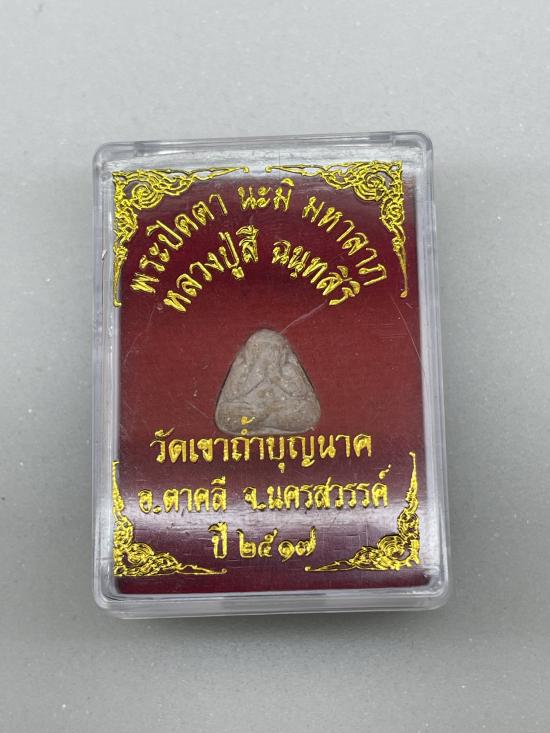 พระปิดตา นะมิ มหาลาภ
หลวงปู่สี ฉนฺทสิริ
วัดเขาถ้ำบุญนาค
อ.ตาคลี จ.นครสวรรค์
ปี ๒๕๑๗